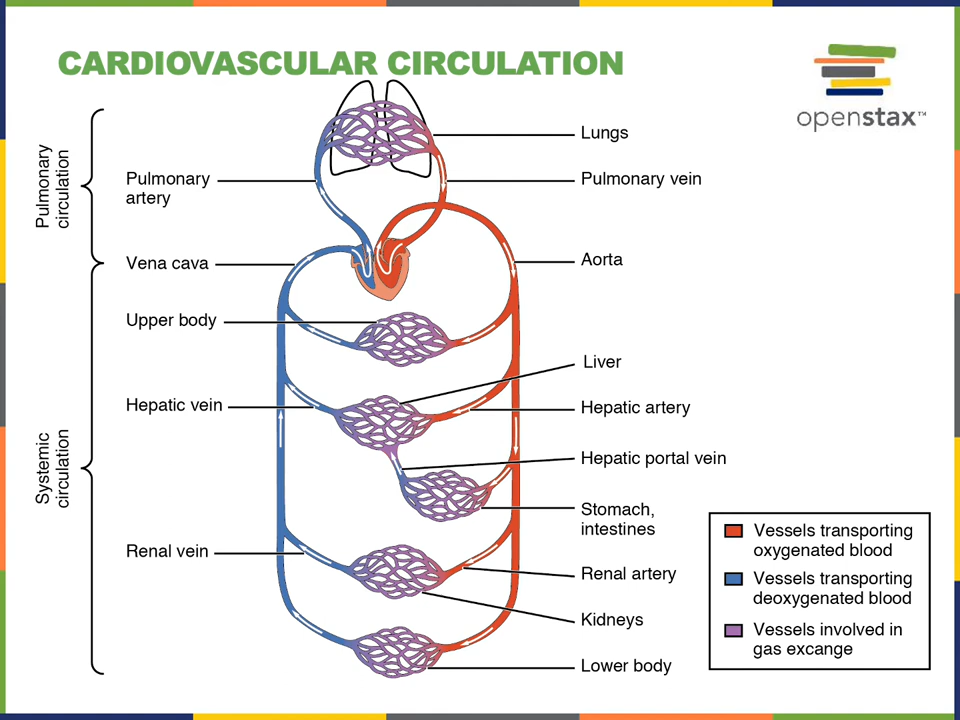 CARDIOVASCULAR CIRCULATION
openstax™
Pulmonary
circulation
Systemic
circulation
Pulmonary
artery
Vena cava
Upper body
Hepatic vein
Renal vein
Lungs
Pulmonary vein
Aorta
Liver
Hepatic artery
Hepatic portal vein
Stomach,
intestines
Renal artery
Kidneys
Lower body
Vessels transporting
oxygenated blood
Vessels transporting
deoxygenated blood
Vessels involved in
gas excange